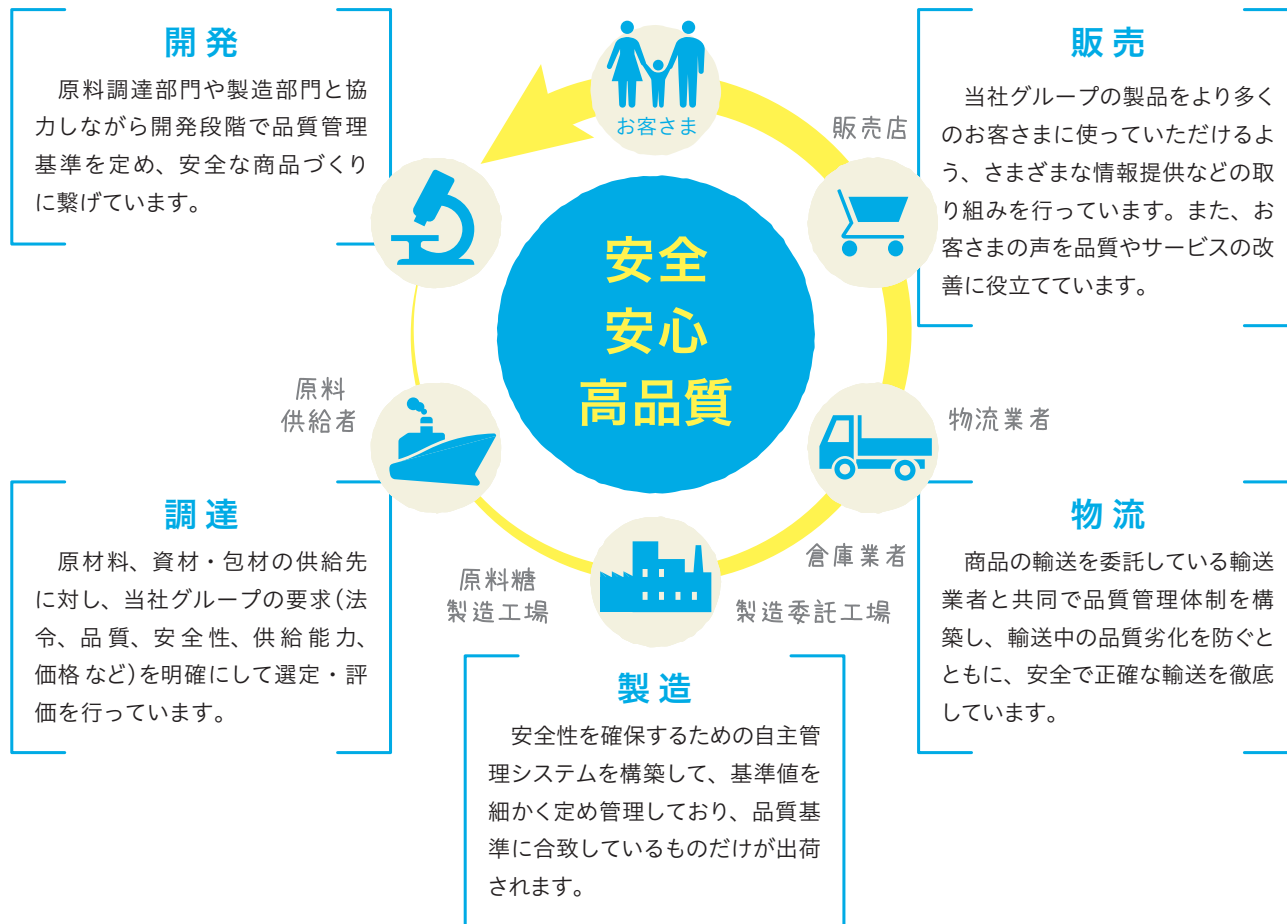 開発
原料調達部門や製造部門と協
力しながら開発段階で品質管理
基準を定め、安全な商品づくり
に繋げています。
お客さま
販売店
販売
当社グループの製品をより多く
のお客さまに使っていただけるよ
う、さまざまな情報提供などの取
り組みを行っています。また、お
客さまの声を品質やサービスの改
善に役立てています。
安全
安心
高品質
原料
供給者
物流業者
調達
原材料、資材・包材の供給先
に対し、当社グループの要求(法
令、品質、安全性、供給能力、
価格など)を明確にして選定・評
価を行っています。
原料糖
製造工場
倉庫業者
製造委託工場
物流
商品の輸送を委託している輸送
業者と共同で品質管理体制を構
築し、輸送中の品質劣化を防ぐと
ともに、安全で正確な輸送を徹底
しています。
製造
安全性を確保するための自主管
理システムを構築して、基準値を
細かく定め管理しており、品質基
準に合致しているものだけが出荷
されます。